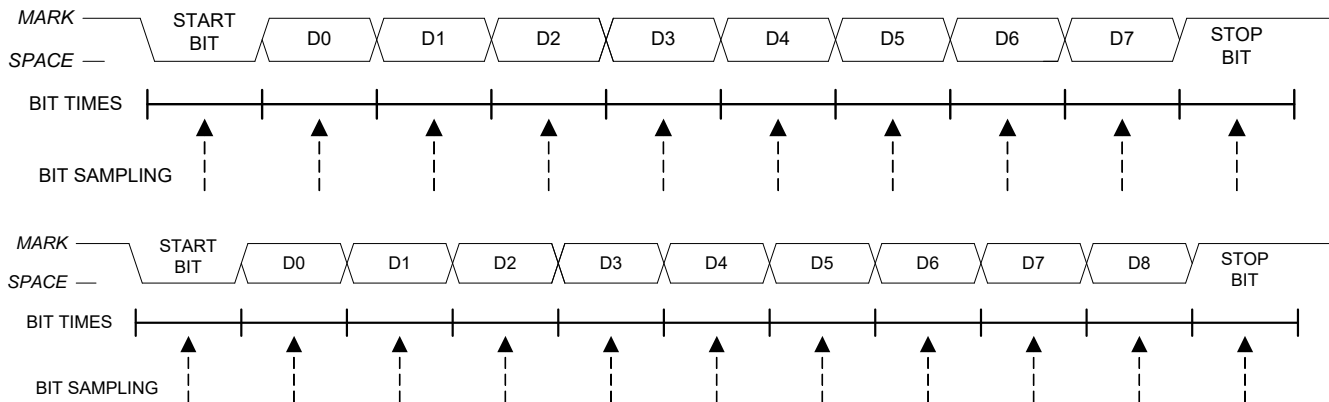 MARK
START BIT D0 D1 D2 D3 D4 D5 D6 D7 STOP BIT
SPACE
BIT TIMES
BIT SAMPLING
MARK
START BIT D0 D1 D2 D3 D4 D5 D6 D7 D8 STOP BIT
SPACE
BIT TIMES
BIT SAMPLING